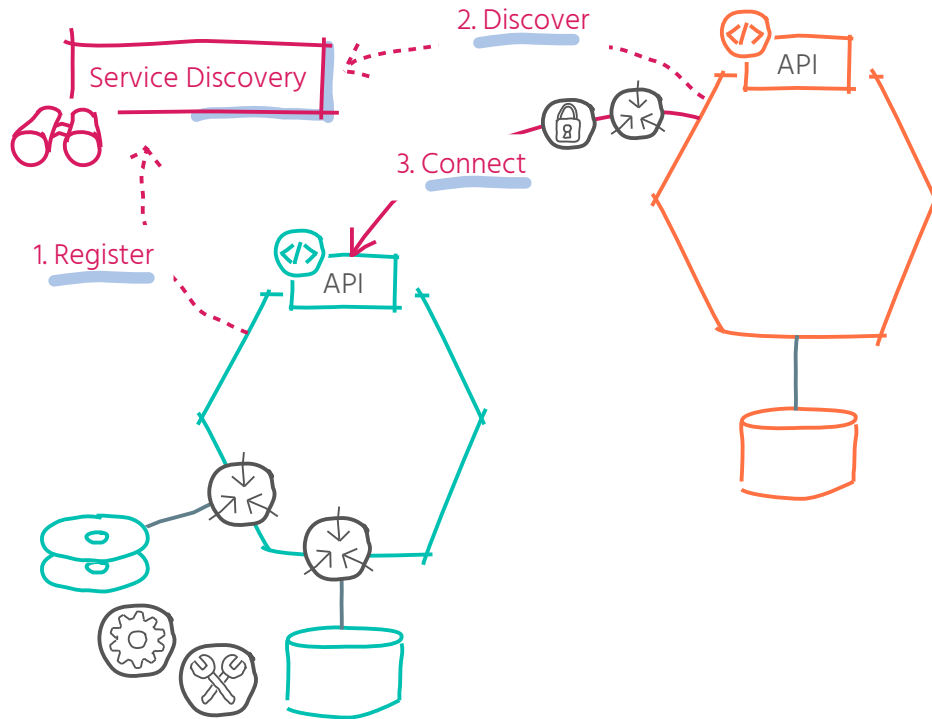 2. Discover
</>
API
Service Discovery
3. Connect
1. Register
</>
API